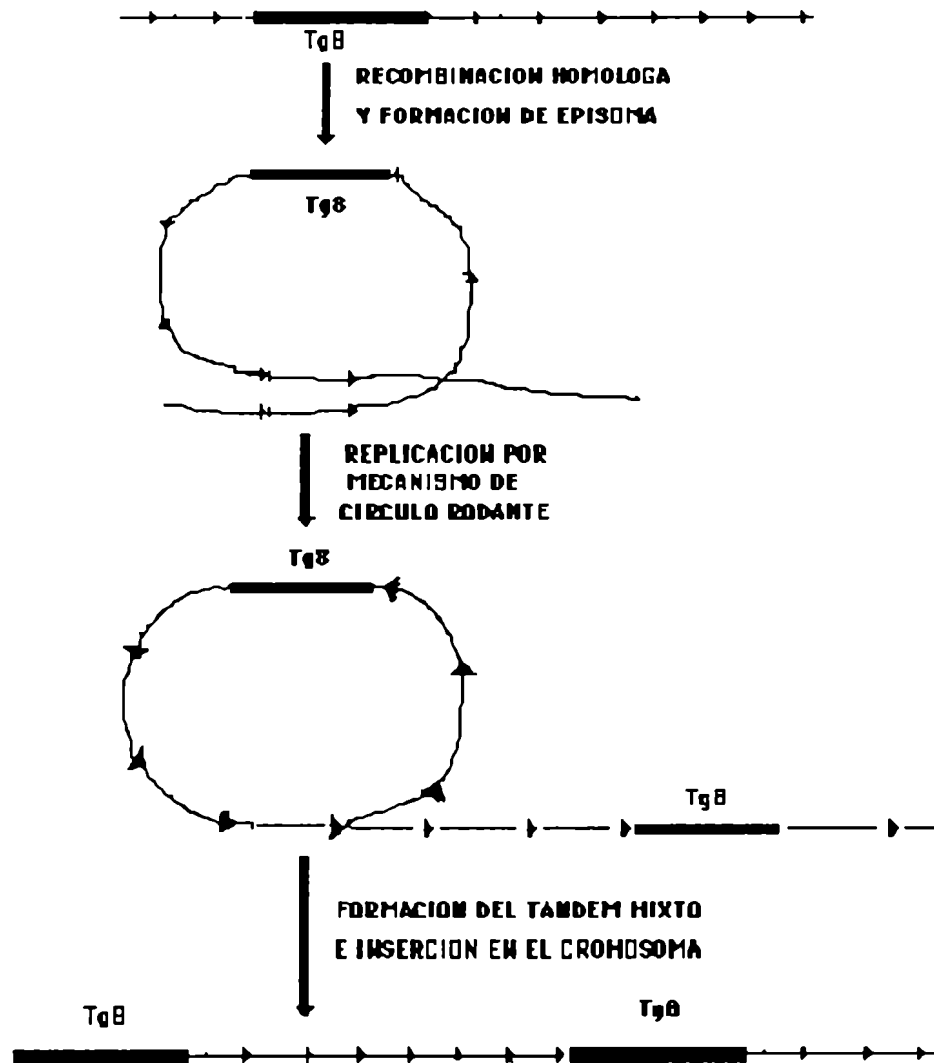 Tg8
RECOMBINACION HOMOLOGA
Y FORMACION DE EPISOMA
Tg8
REPLICACION POR
MECANISMO DE
CIRCULO RODANTE
Tg8
Tg8
FORMACION DEL TANDEM MIXTO
E INSERCION EN EL CROMOSOMA
Tg8
Tg8